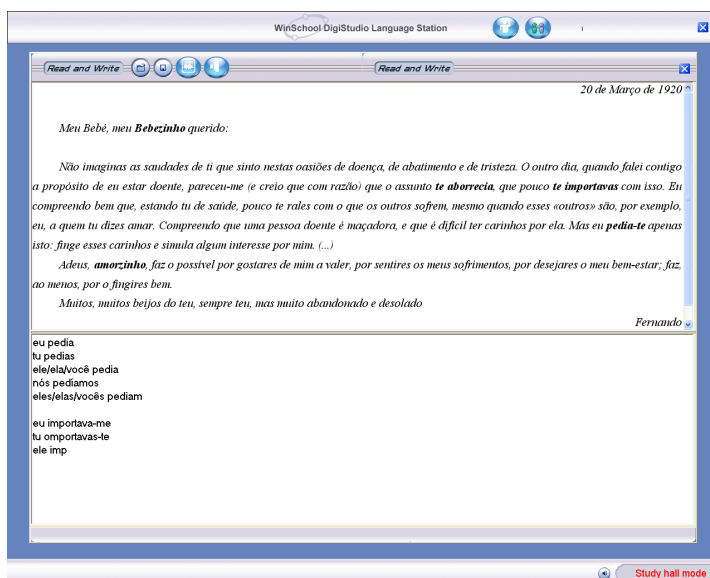 WinSchool DigiStudio Language Station
Read and Write
Read and Write
20 de Março de 1920
Meu Bebé, meu Bebezinho querido:
Não imaginas as saudades de ti que sinto nestas oasiões de doença, de abatimento e de tristeza. O outro dia, quando falei contigo
a propósito de eu estar doente, pareceu-me (e creio que com razão) que o assunto te aborrecia, que pouco te importavas com isso. Eu
compreendo bem que, estando tu de saúde, pouco te rales com o que os outros sofrem, mesmo quando esses «outros» são, por exemplo,
eu, a quem tu dizes amar. Compreendo que uma pessoa doente é maçadora, e que é difícil ter carinhos por ela. Mas eu pedia-te apenas
isto: finge esses carinhos e simula algum interesse por mim. (...)
Adeus, amorzinho, faz o possivel por gostares de mim a valer, por sentires os meus sofrimentos, por desejares o meu bem-estar; faz,
ao menos, por o fingires bem.
Muitos, muitos beijos do teu, sempre teu, mas muito abandonado e desolado
Fernando
eu pedia
tu pedias
ele/ela/você pedia
nós pedíamos
eles/elas/vocês pediam
eu importava-me
tu omportavas-te
ele imp
Study hall mode